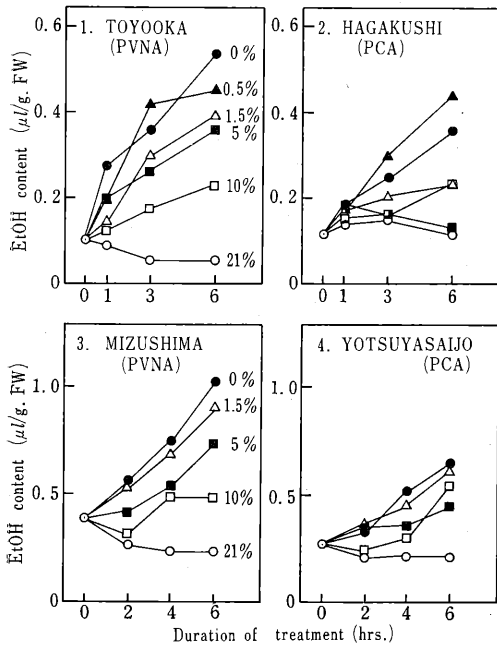 1. TOYOOKA
(PVNA)
0%
0.5%
1.5%
5%
10%
21%
0.6
0.4
0.2
0
0 1 3 6
EtOH content (μl/g. FW)
2. HAGAKUSHI
(PCA)
0.6
0.4
0.2
0
0 1 3 6
3. MIZUSHIMA
(PVNA)
0%
1.5%
5%
10%
21%
1.0
0.5
0
0 2 4 6
EtOH content (μl/g. FW)
4. YOTSUYASAIJO
(PCA)
1.0
0.5
0
0 2 4 6
Duration of treatment (hrs.)